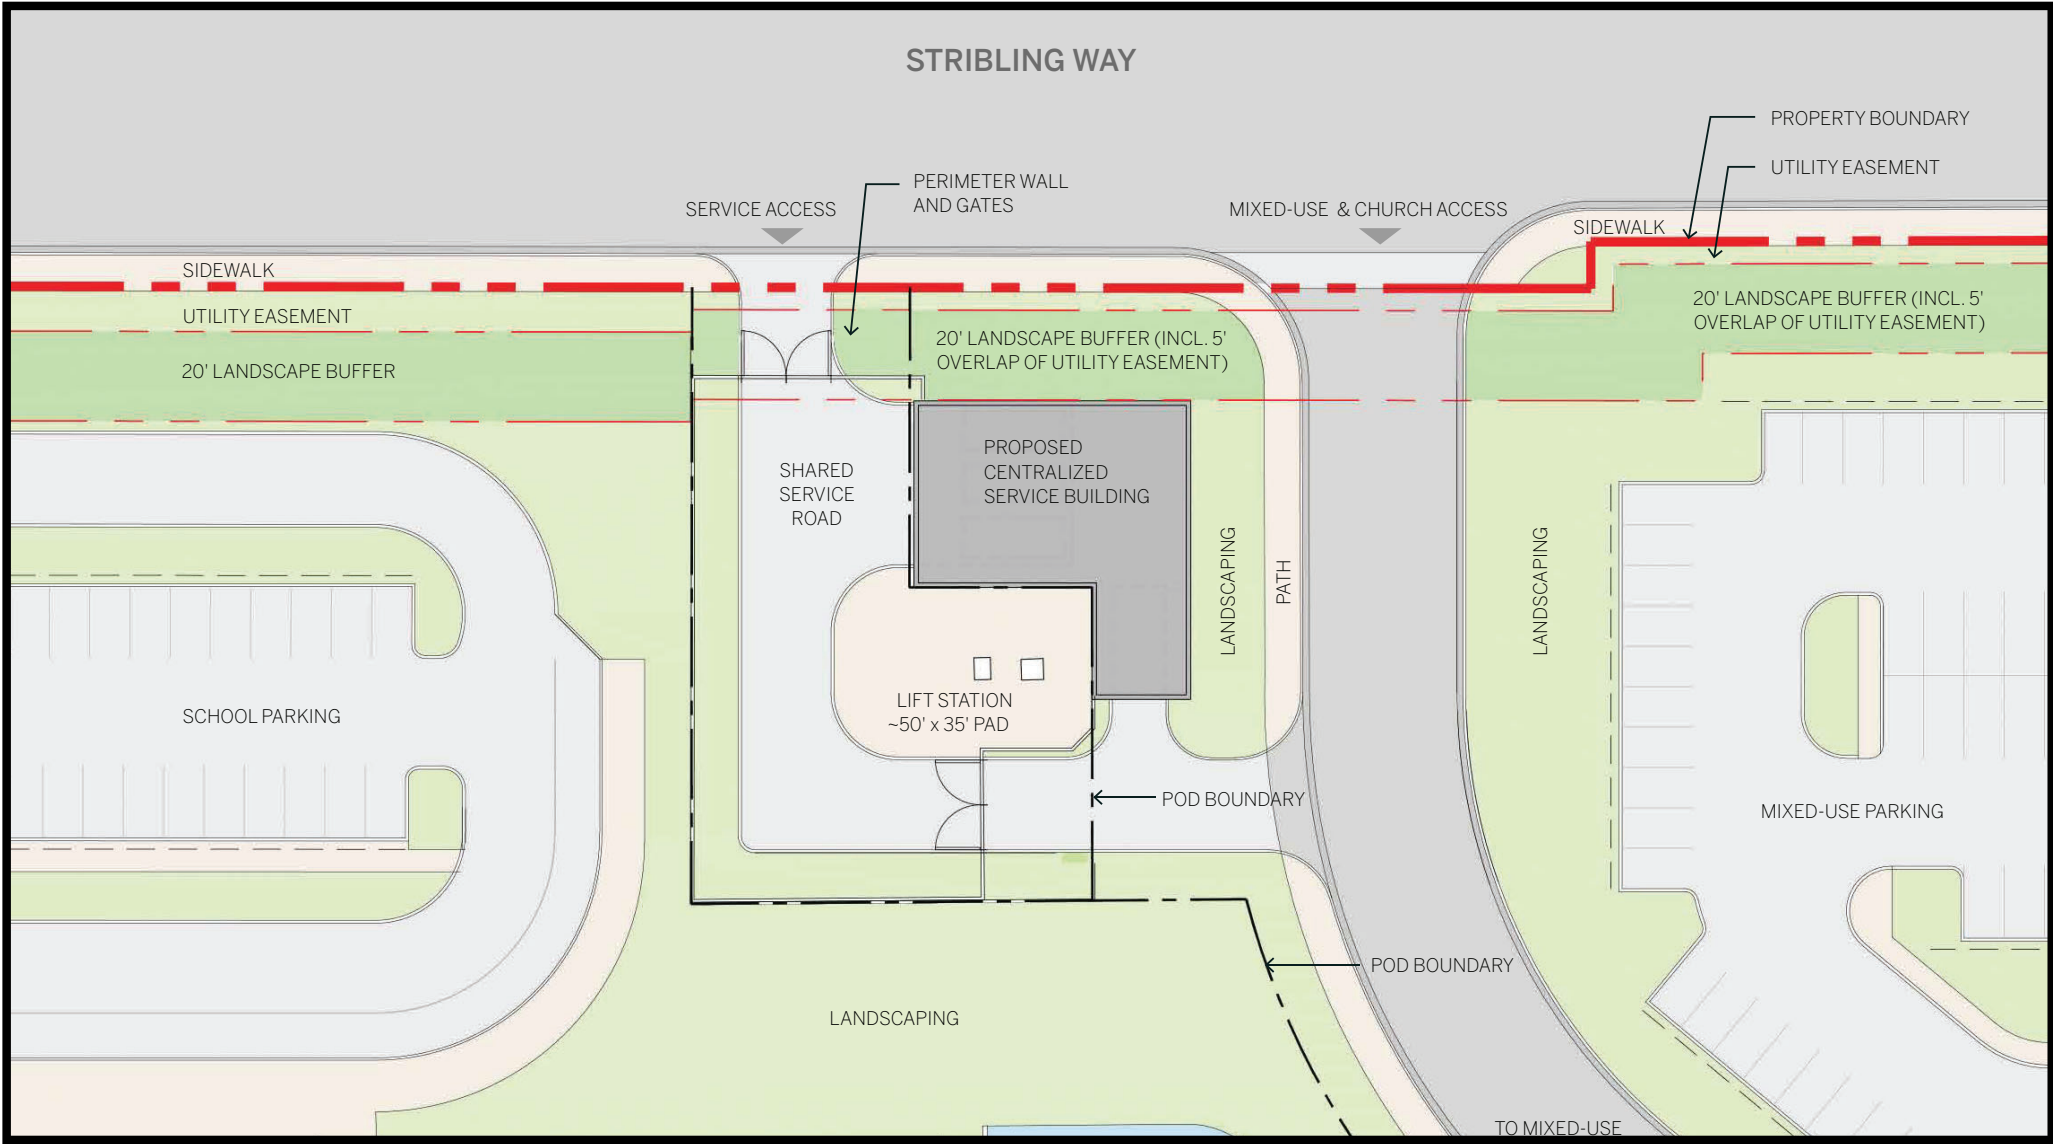 STRIBLING WAY
PROPERTY BOUNDARY
UTILITY EASEMENT
PERIMETER WALL
AND GATES
SERVICE ACCESS
MIXED-USE & CHURCH ACCESS
SIDEWALK
SIDEWALK
UTILITY EASEMENT
20' LANDSCAPE BUFFER (INCL. 5'
OVERLAP OF UTILITY EASEMENT)
20' LANDSCAPE BUFFER (INCL. 5'
OVERLAP OF UTILITY EASEMENT)
20' LANDSCAPE BUFFER
SHARED
SERVICE
ROAD
PROPOSED
CENTRALIZED
SERVICE BUILDING
LANDSCAPING
PATH
LANDSCAPING
LIFT STATION
~50' x 35' PAD
SCHOOL PARKING
POD BOUNDARY
MIXED-USE PARKING
POD BOUNDARY
LANDSCAPING
TO MIXED-USE